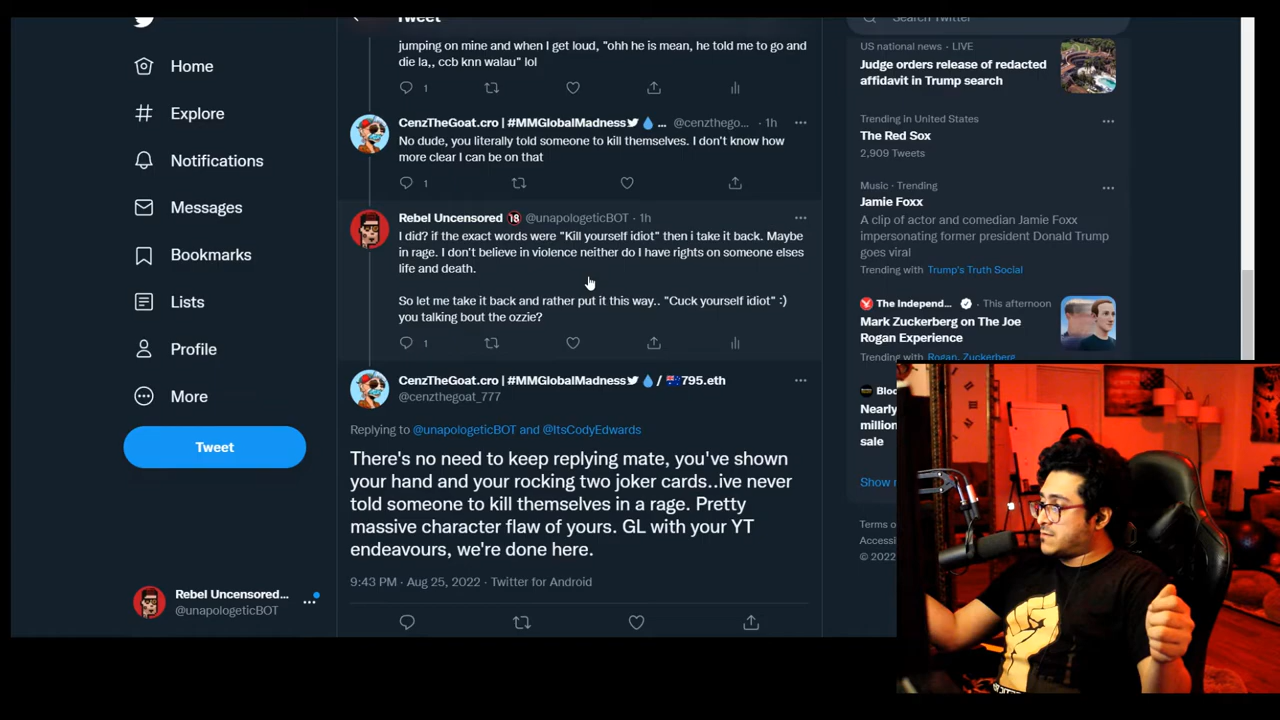 Tweet
Search Twitter
Home
Explore
Notifications
Messages
Bookmarks
Lists
Profile
More
Tweet
Rebel Uncensored...
@unapologeticBOT
jumping on mine and when I get loud, "ohh he is mean, he told me to go and
die la,, ccb knn walau" lol
1
CenzTheGoat.cro | #MMGlobalMadness ... @cenzthego... · 1h
No dude, you literally told someone to kill themselves. I don't know how
more clear I can be on that
1
Rebel Uncensored 🔞 @unapologeticBOT · 1h
I did? if the exact words were "Kill yourself idiot" then i take it back. Maybe
in rage. I don't believe in violence neither do I have rights on someone elses
life and death.
So let me take it back and rather put it this way.. "Cuck yourself idiot" :)
you talking bout the ozzie?
1
CenzTheGoat.cro | #MMGlobalMadness 💧/ 🇦🇺795.eth
@cenzthegoat_777
Replying to @unapologeticBOT and @ItsCodyEdwards
There's no need to keep replying mate, you've shown
your hand and your rocking two joker cards..ive never
told someone to kill themselves in a rage. Pretty
massive character flaw of yours. GL with your YT
endeavours, we're done here.
9:43 PM · Aug 25, 2022 · Twitter for Android
US national news · LIVE
Judge orders release of redacted
affidavit in Trump search
Trending in United States
The Red Sox
2,909 Tweets
Music · Trending
Jamie Foxx
A clip of actor and comedian Jamie Foxx
impersonating former president Donald Trump
goes viral
Trending with Trump's Truth Social
The Independ... · This afternoon
Mark Zuckerberg on The Joe
Rogan Experience
Trending with Rogan, Zuckerberg
Nearly
sale
Show
Terms o
© 2022